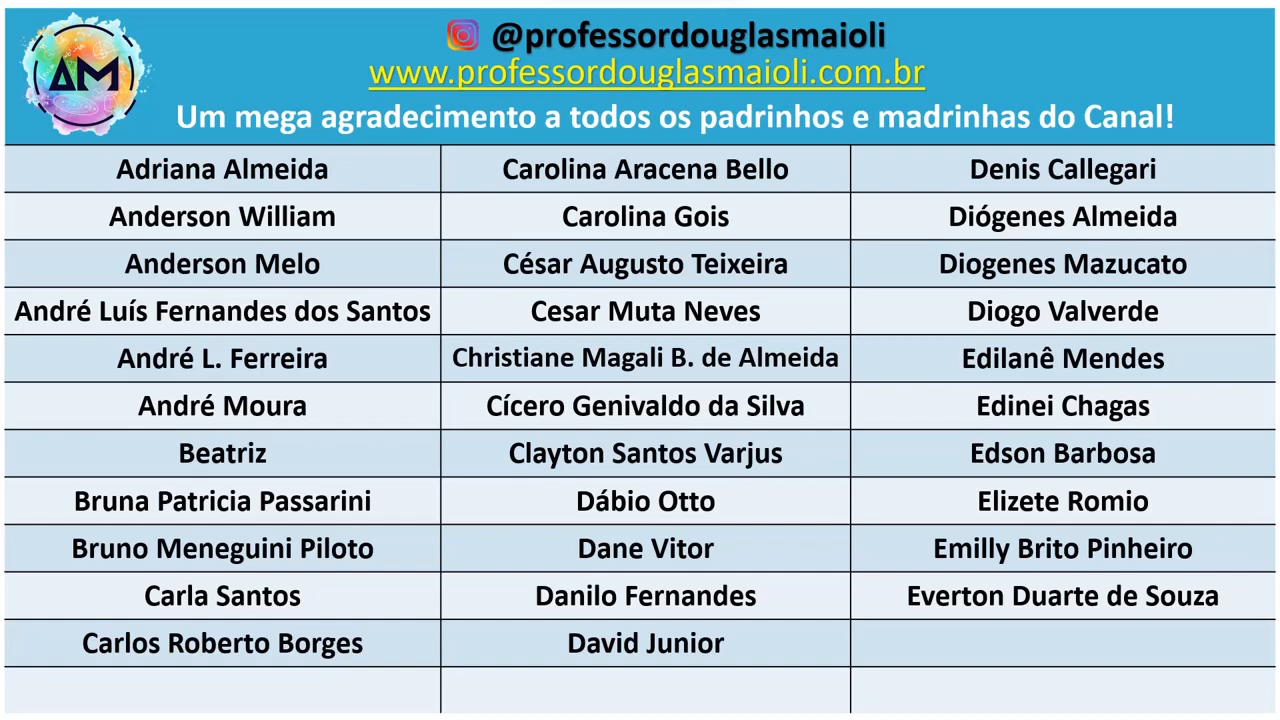 @professordouglasmaioli
www.professordouglasmaioli.com.br
Um mega agradecimento a todos os padrinhos e madrinhas do Canal!
AM
Adriana Almeida Carolina Aracena Bello Denis Callegari
Anderson William Carolina Gois Diógenes Almeida
Anderson Melo César Augusto Teixeira Diogenes Mazucato
André Luís Fernandes dos Santos Cesar Muta Neves Diogo Valverde
André L. Ferreira Christiane Magali B. de Almeida Edilanê Mendes
André Moura Cícero Genivaldo da Silva Edinei Chagas
Beatriz Clayton Santos Varjus Edson Barbosa
Bruna Patricia Passarini Dábio Otto Elizete Romio
Bruno Meneguini Piloto Dane Vitor Emilly Brito Pinheiro
Carla Santos Danilo Fernandes Everton Duarte de Souza
Carlos Roberto Borges David Junior